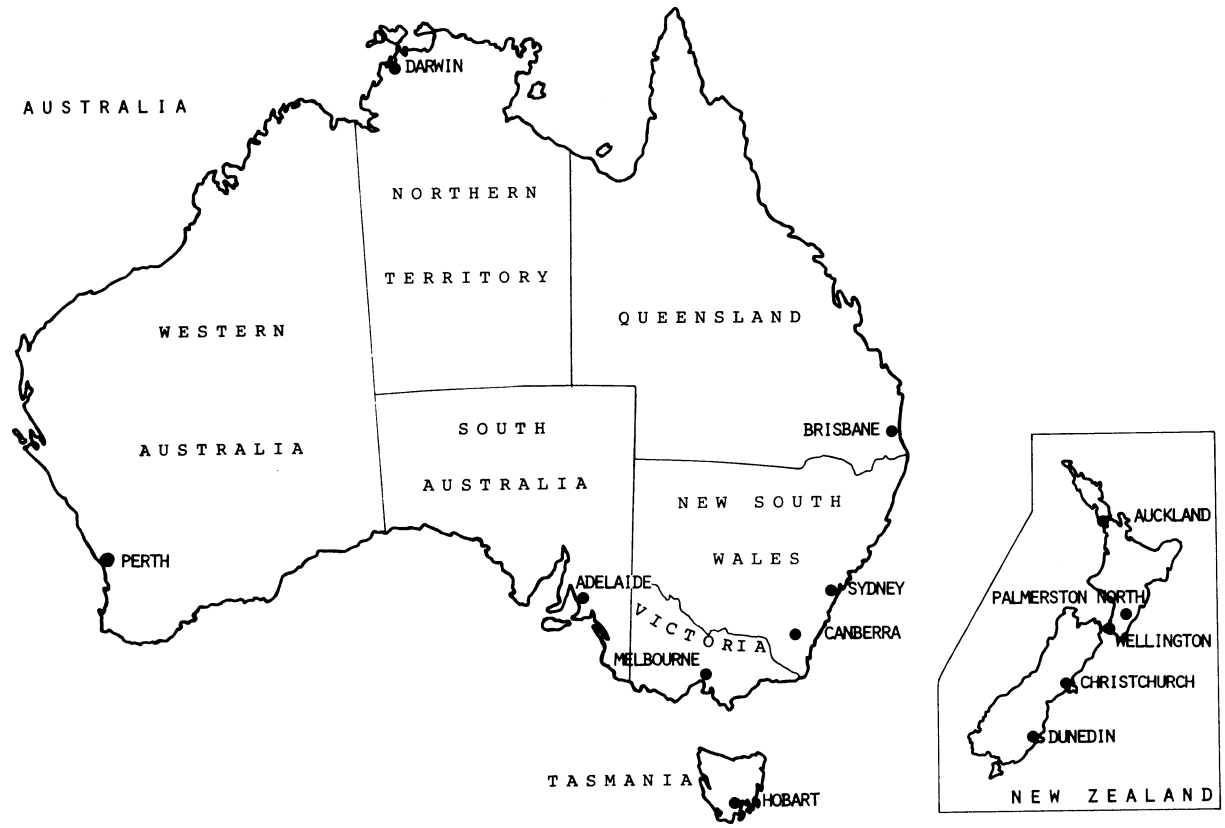 DARWIN
AUSTRALIA
NORTHERN
TERRITORY
WESTERN
QUEENSLAND
SOUTH
BRISBANE
AUSTRALIA
AUSTRALIA
NEW SOUTH
AUCKLAND
WALES
PERTH
ADELAIDE
SYDNEY
PALMERSTON NORTH
VICTORIA
CANBERRA
WELLINGTON
MELBOURNE
CHRISTCHURCH
DUNEDIN
TASMANIA
HOBART
NEW ZEALAND